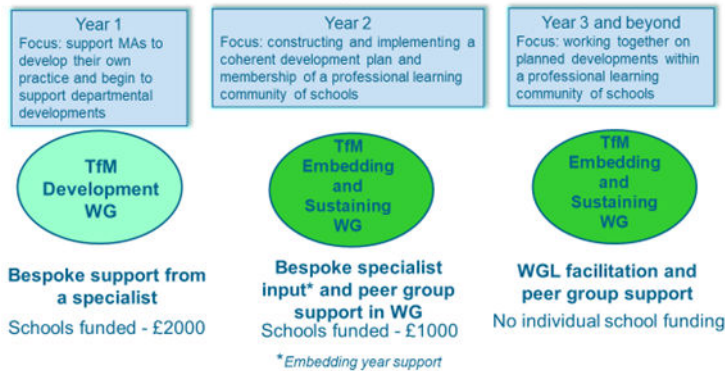 Year 1
Focus: support MAs to
develop their own
practice and begin to
support departmental
developments
Year 2
Focus: constructing and implementing a
coherent development plan and
membership of a professional learning
community of schools
Year 3 and beyond
Focus: working together on
planned developments within
a professional learning
community of schools
TfM
Development
WG
TfM
Embedding
and
Sustaining
WG
TfM
Embedding
and
Sustaining
WG
Bespoke support from
a specialist
Schools funded - £2000
Bespoke specialist
input* and peer group
support in WG
Schools funded - £1000
*Embedding year support
WGL facilitation and
peer group support
No individual school funding